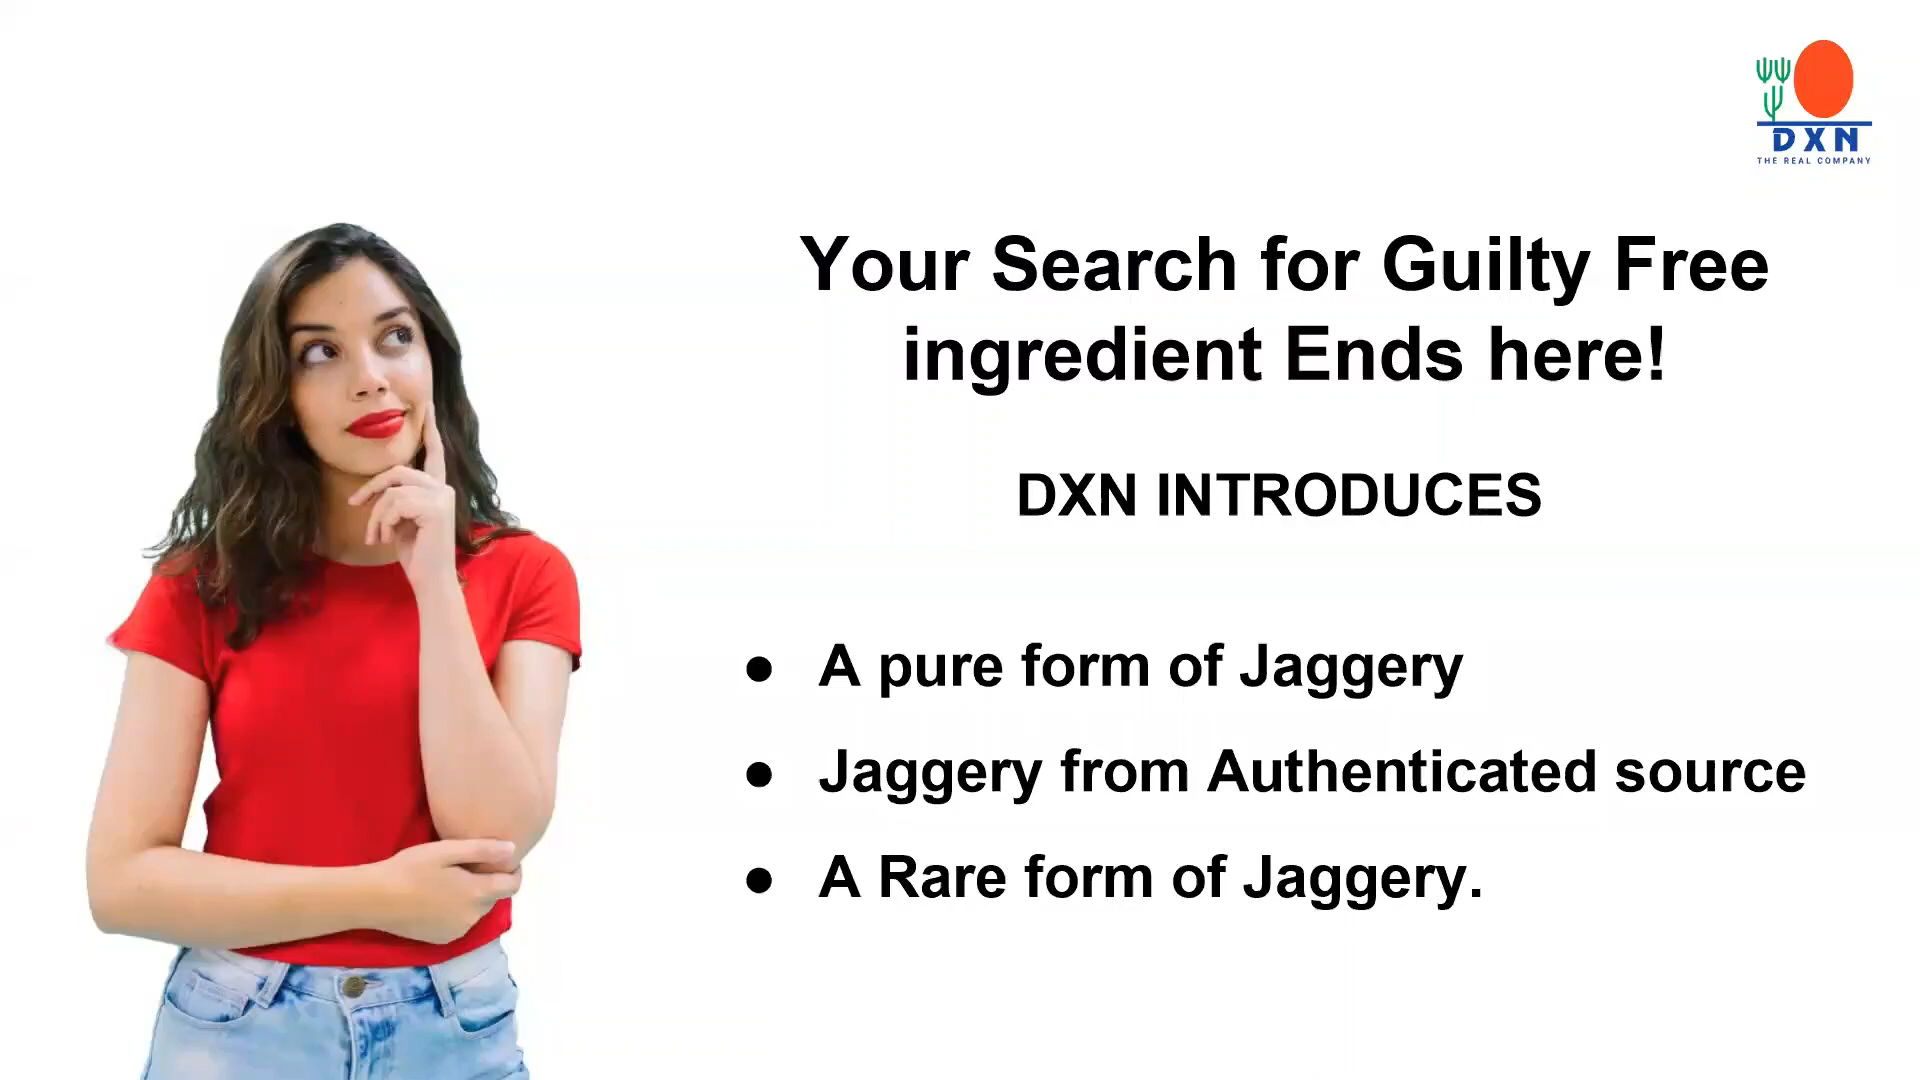 DXN
THE REAL COMPANY
Your Search for Guilty Free
ingredient Ends here!
DXN INTRODUCES
● A pure form of Jaggery
● Jaggery from Authenticated source
● A Rare form of Jaggery.